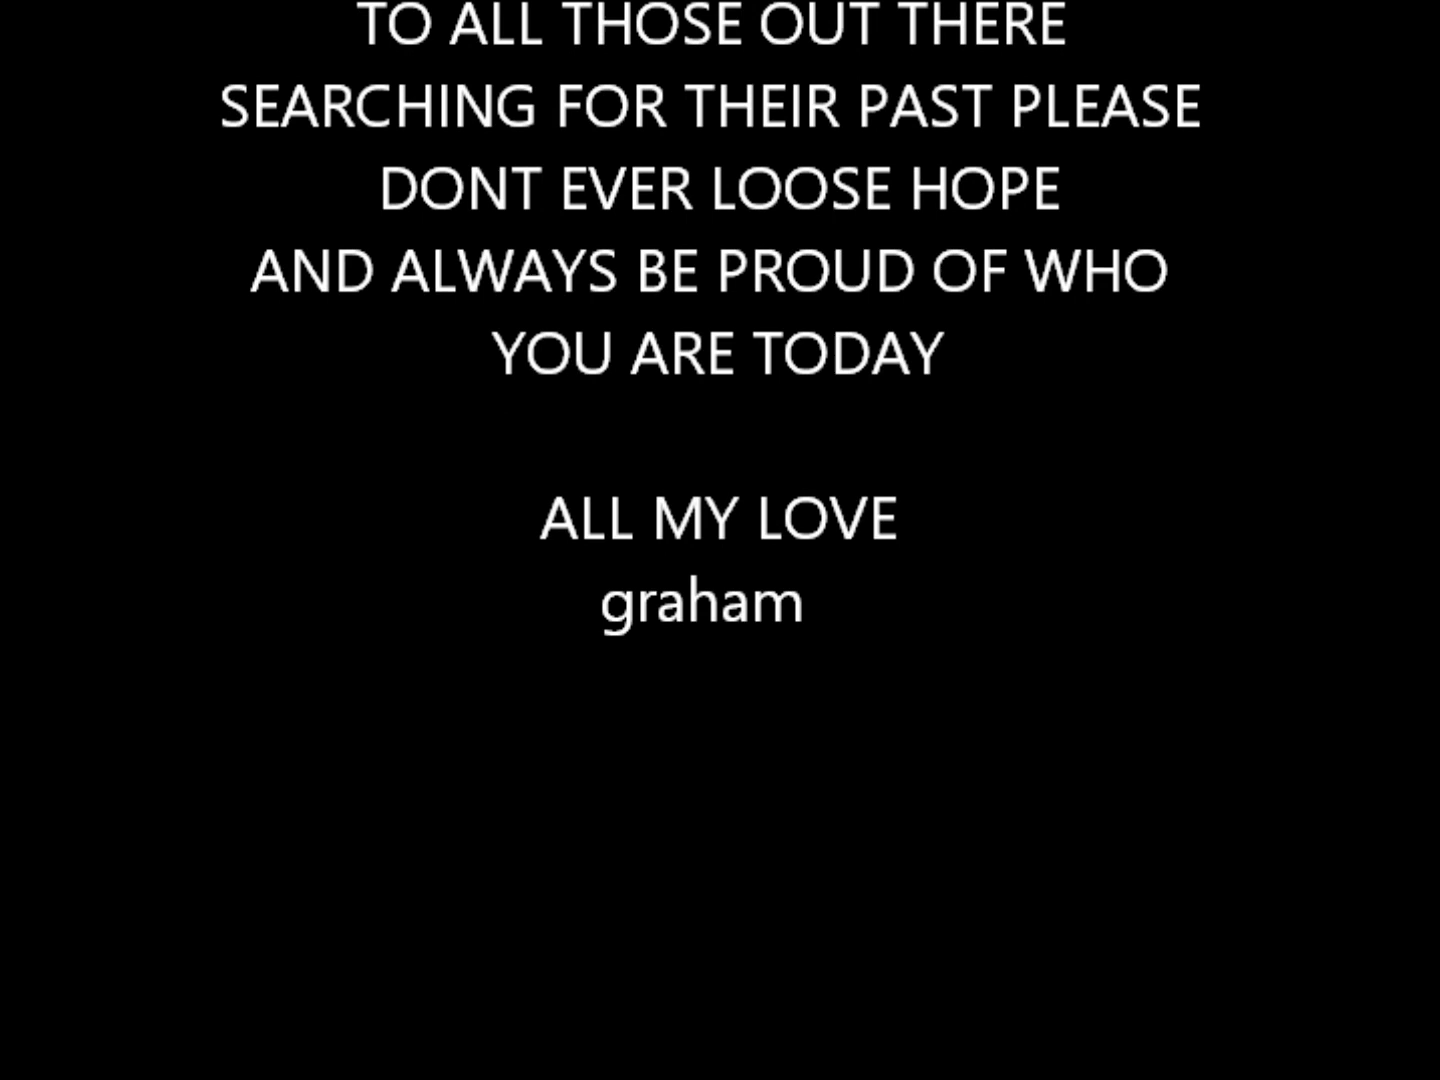 TO ALL THOSE OUT THERE
SEARCHING FOR THEIR PAST PLEASE
DONT EVER LOOSE HOPE
AND ALWAYS BE PROUD OF WHO
YOU ARE TODAY
ALL MY LOVE
graham